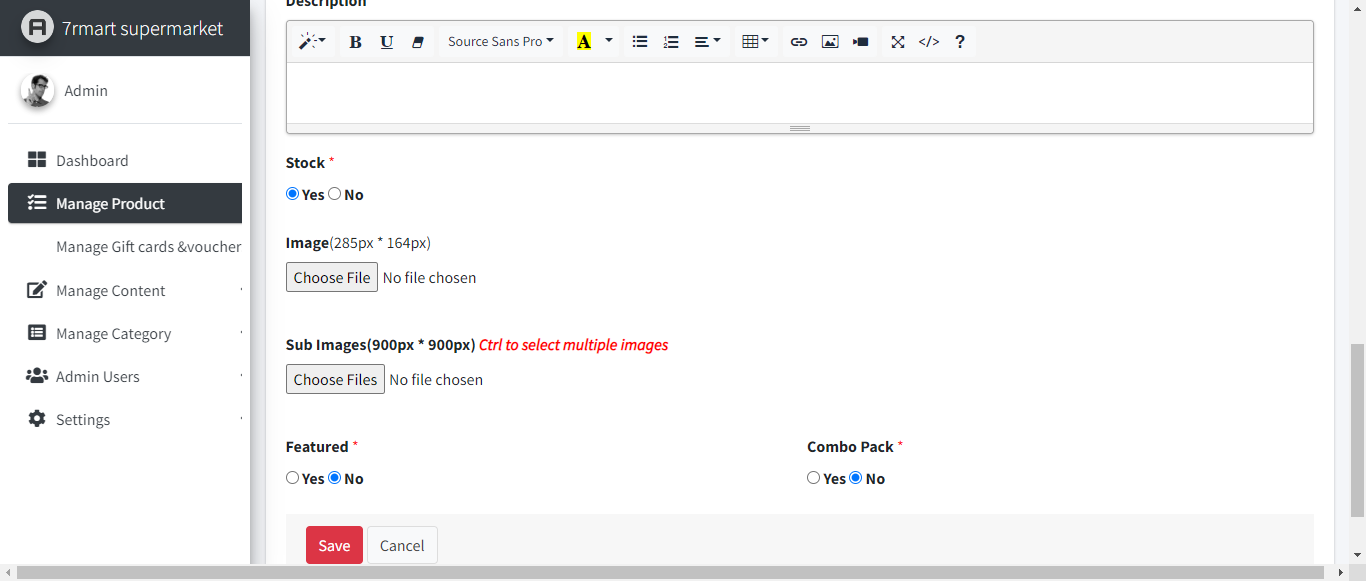 7rmart supermarket
Admin
Dashboard
Manage Product
Manage Gift cards &voucher
Manage Content
Manage Category
Admin Users
Settings
Description
B U Source Sans Pro A </> ?
Stock *
Yes No
Image(285px * 164px)
Choose File No file chosen
Sub Images(900px * 900px) Ctrl to select multiple images
Choose Files No file chosen
Featured * Combo Pack *
Yes No Yes No
Save Cancel